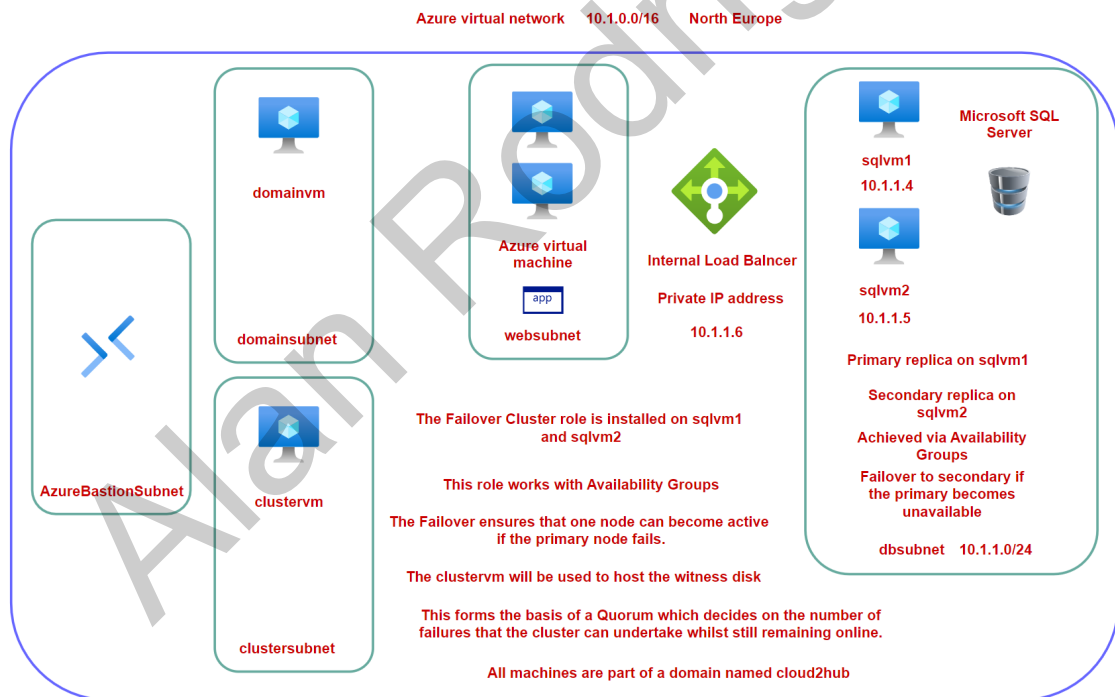 Azure virtual network 10.1.0.0/16 North Europe
domainvm
domainsubnet
Azure virtual
machine
app
websubnet
Internal Load Balncer
Private IP address
10.1.1.6
Microsoft SQL
Server
sqlvm1
10.1.1.4
sqlvm2
10.1.1.5
Primary replica on sqlvm1
Secondary replica on
sqlvm2
Achieved via Availability
Groups
Failover to secondary if
the primary becomes
unavailable
dbsubnet 10.1.1.0/24
AzureBastionSubnet
clustervm
clustersubnet
The Failover Cluster role is installed on sqlvm1
and sqlvm2
This role works with Availability Groups
The Failover ensures that one node can become active
if the primary node fails.
The clustervm will be used to host the witness disk
This forms the basis of a Quorum which decides on the number of
failures that the cluster can undertake whilst still remaining online.
All machines are part of a domain named cloud2hub
Alan